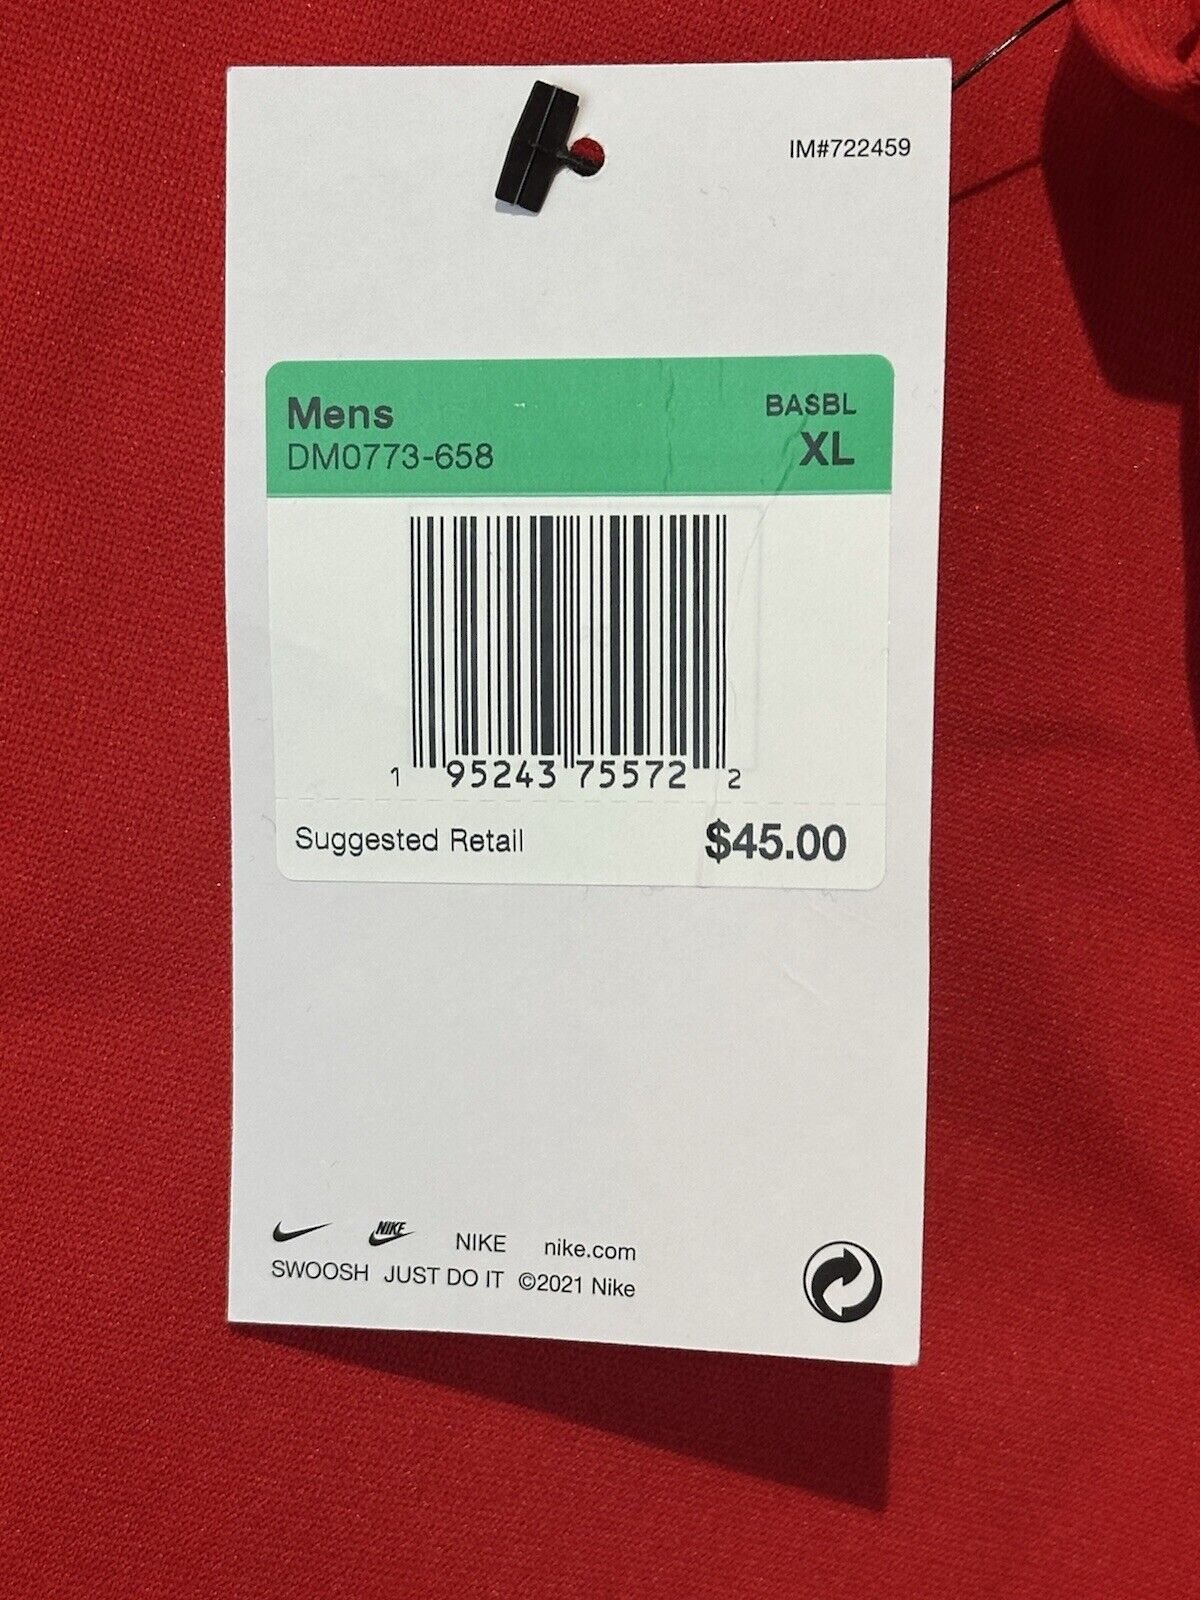 IM#722459
Mens
BASBL
DM0773-658
XL
1 95243 75572 2
Suggested Retail
$45.00
NIKE NIKE nike.com
SWOOSH JUST DO IT ©2021 Nike